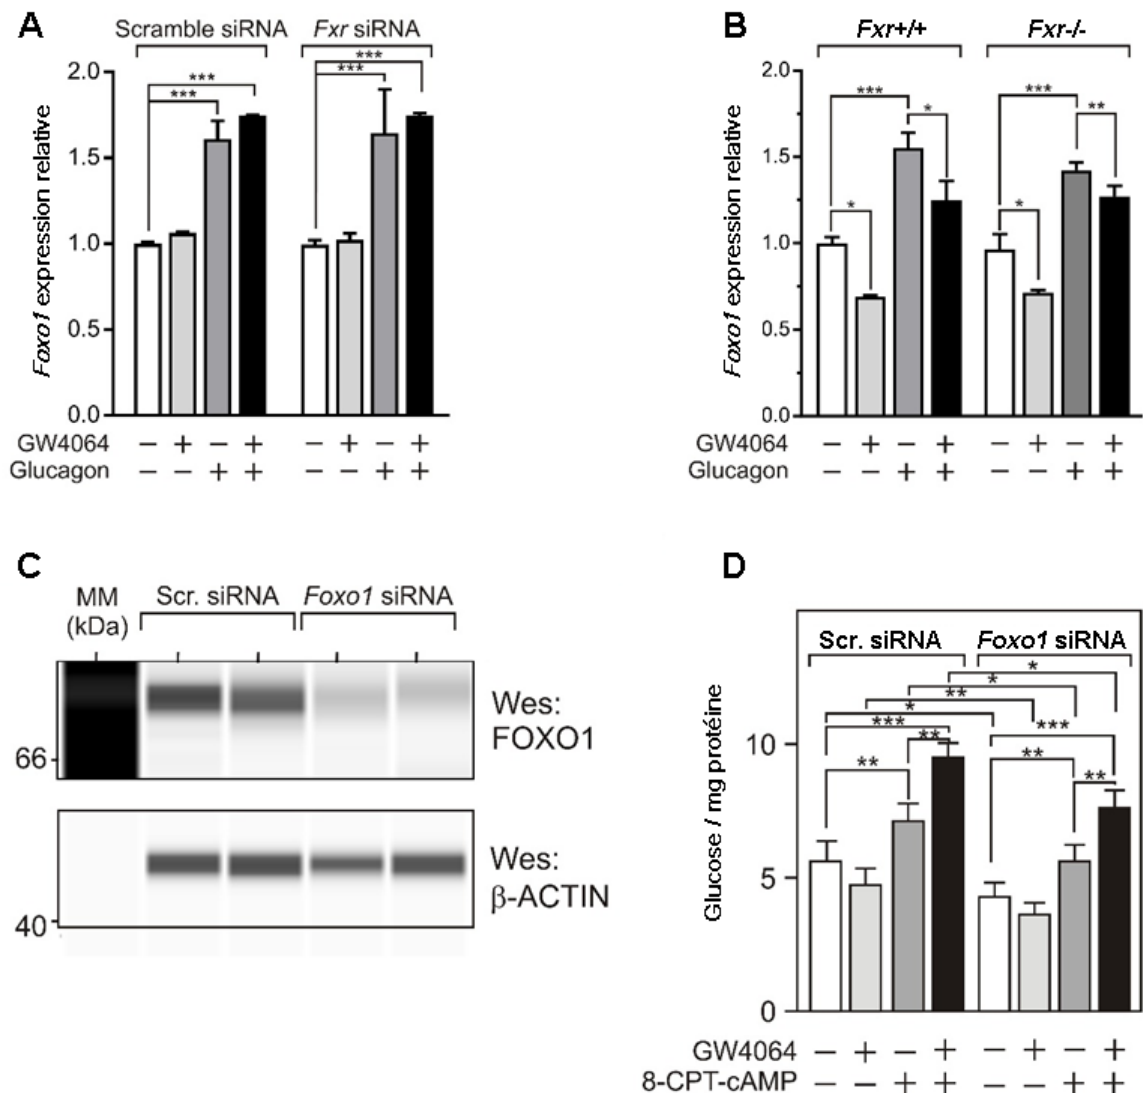 A
Scramble siRNA
Fxr siRNA
***
***
***
***
2.0
1.5
1.0
0.5
0.0
Foxo1 expression relative
GW4064 − + − + − + − +
Glucagon − − + + − − + +
B
Fxr+/+
Fxr-/-
***
*
*
***
**
*
2.0
1.5
1.0
0.5
0.0
Foxo1 expression relative
GW4064 − + − + − + − +
Glucagon − − + + − − + +
C
MM
(kDa)
Scr. siRNA
Foxo1 siRNA
66
Wes:
FOXO1
40
Wes:
β-ACTIN
D
Scr. siRNA
Foxo1 siRNA
*
*
**
*
***
***
**
**
**
**
10
5
0
Glucose / mg protéine
GW4064 − + − + − + − +
8-CPT-cAMP − − + + − − + +